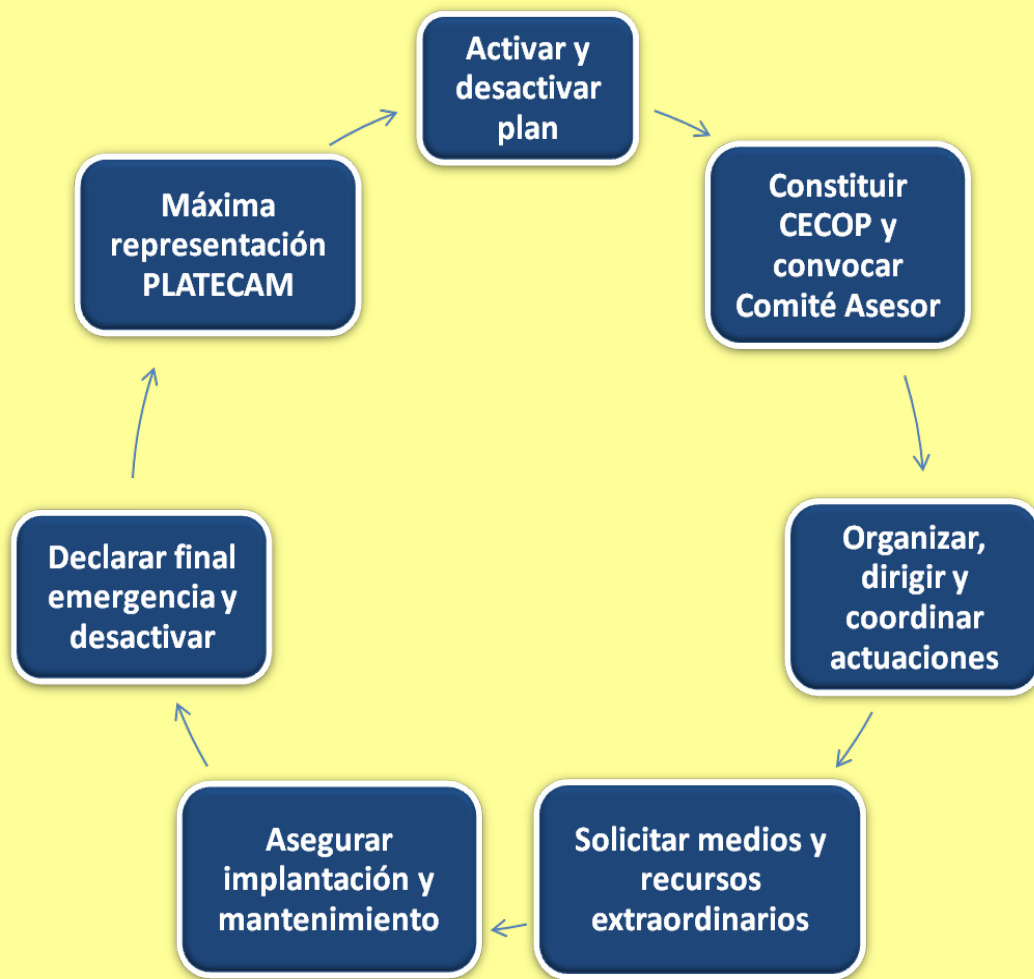 Activar y
desactivar
plan
Constituir
CECOP y
convocar
Comité Asesor
Organizar,
dirigir y
coordinar
actuaciones
Solicitar medios y
recursos
extraordinarios
Asegurar
implantación y
mantenimiento
Declarar final
emergencia y
desactivar
Máxima
representación
PLATECAM